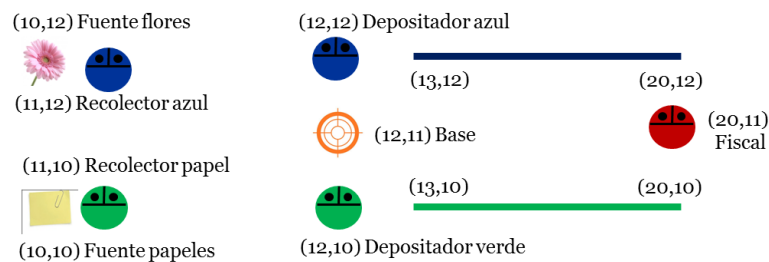 (10,12) Fuente flores
(12,12) Depositador azul
(13,12)
(20,12)
(11,12) Recolector azul
(12,11) Base
(20,11)
Fiscal
(11,10) Recolector papel
(13,10)
(20,10)
(10,10) Fuente papeles
(12,10) Depositador verde